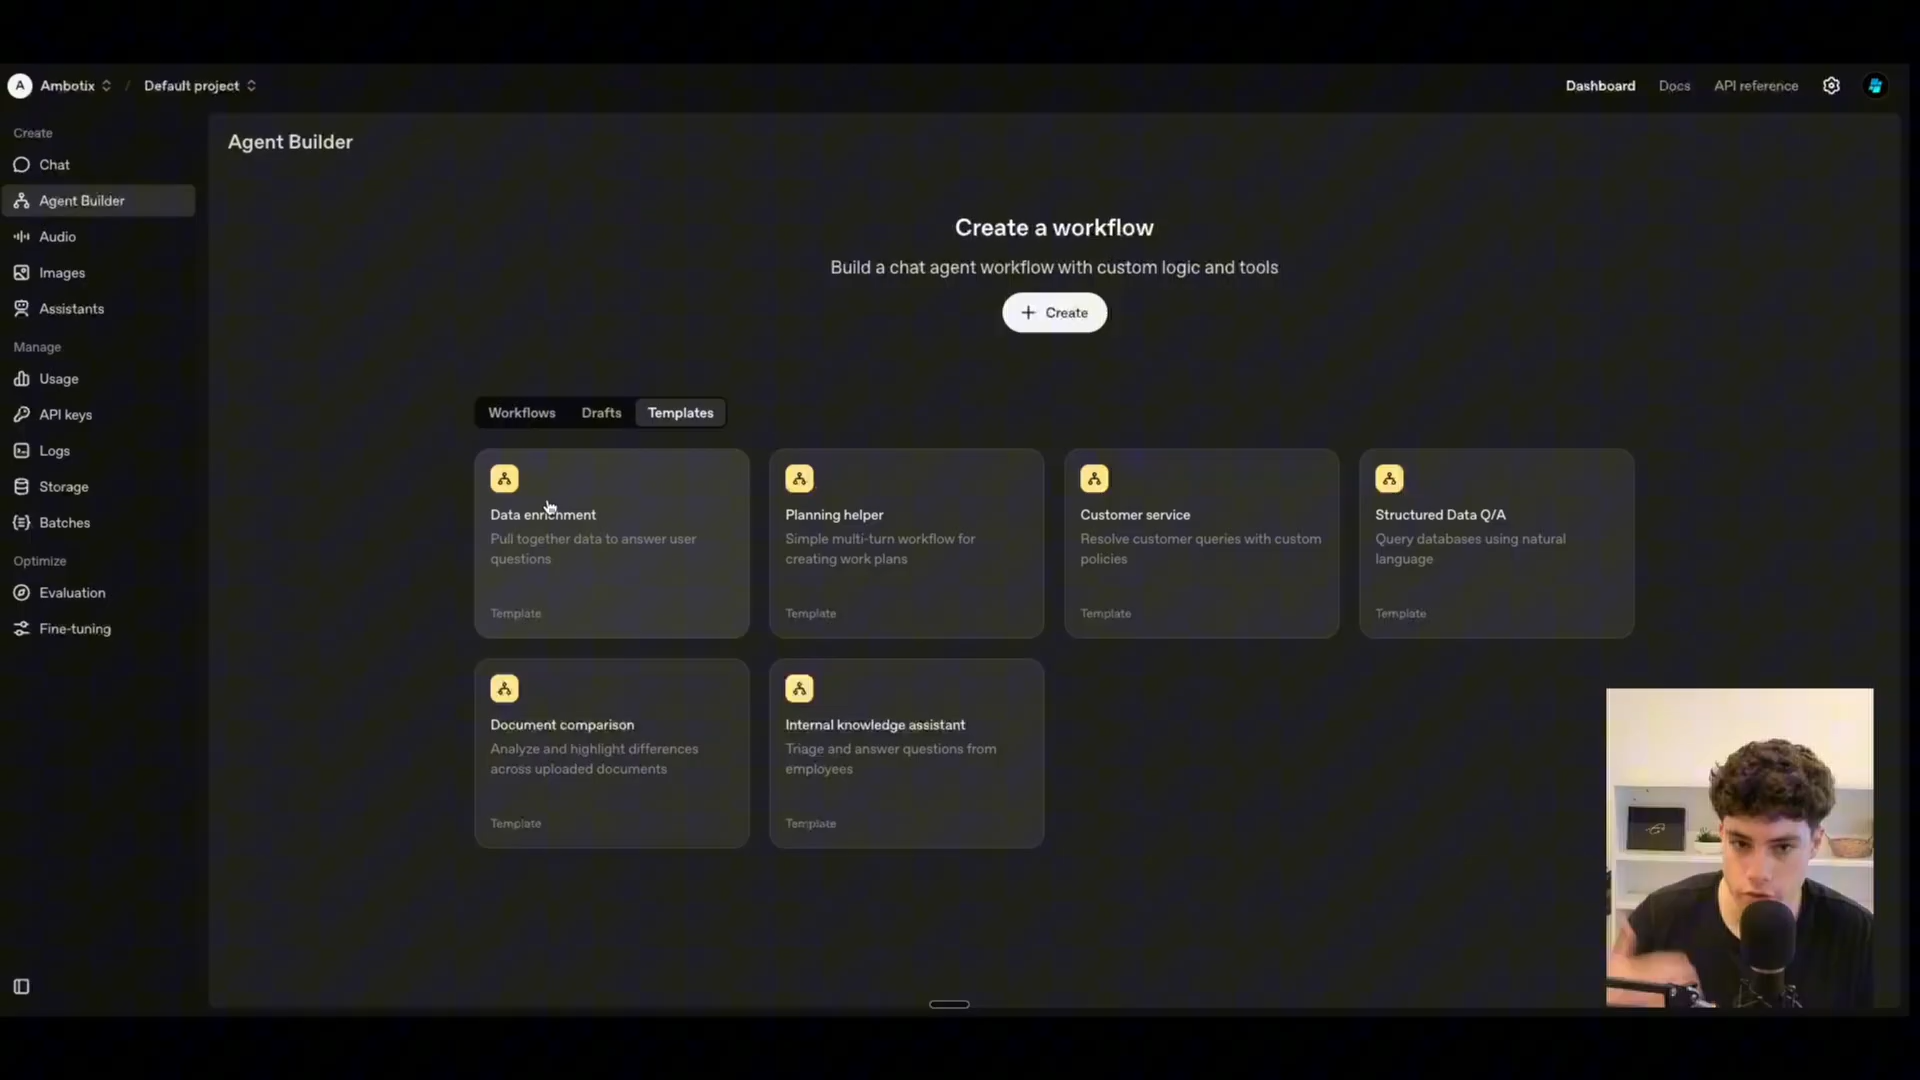 A Ambotix / Default project
Dashboard Docs API reference
Create
Chat
Agent Builder
Audio
Images
Assistants
Manage
Usage
API keys
Logs
Storage
Batches
Optimize
Evaluation
Fine-tuning
Agent Builder
Create a workflow
Build a chat agent workflow with custom logic and tools
+ Create
Workflows Drafts Templates
Data enrichment
Pull together data to answer user
questions
Template
Planning helper
Simple multi-turn workflow for
creating work plans
Template
Customer service
Resolve customer queries with custom
policies
Template
Structured Data Q/A
Query databases using natural
language
Template
Document comparison
Analyze and highlight differences
across uploaded documents
Template
Internal knowledge assistant
Triage and answer questions from
employees
Template